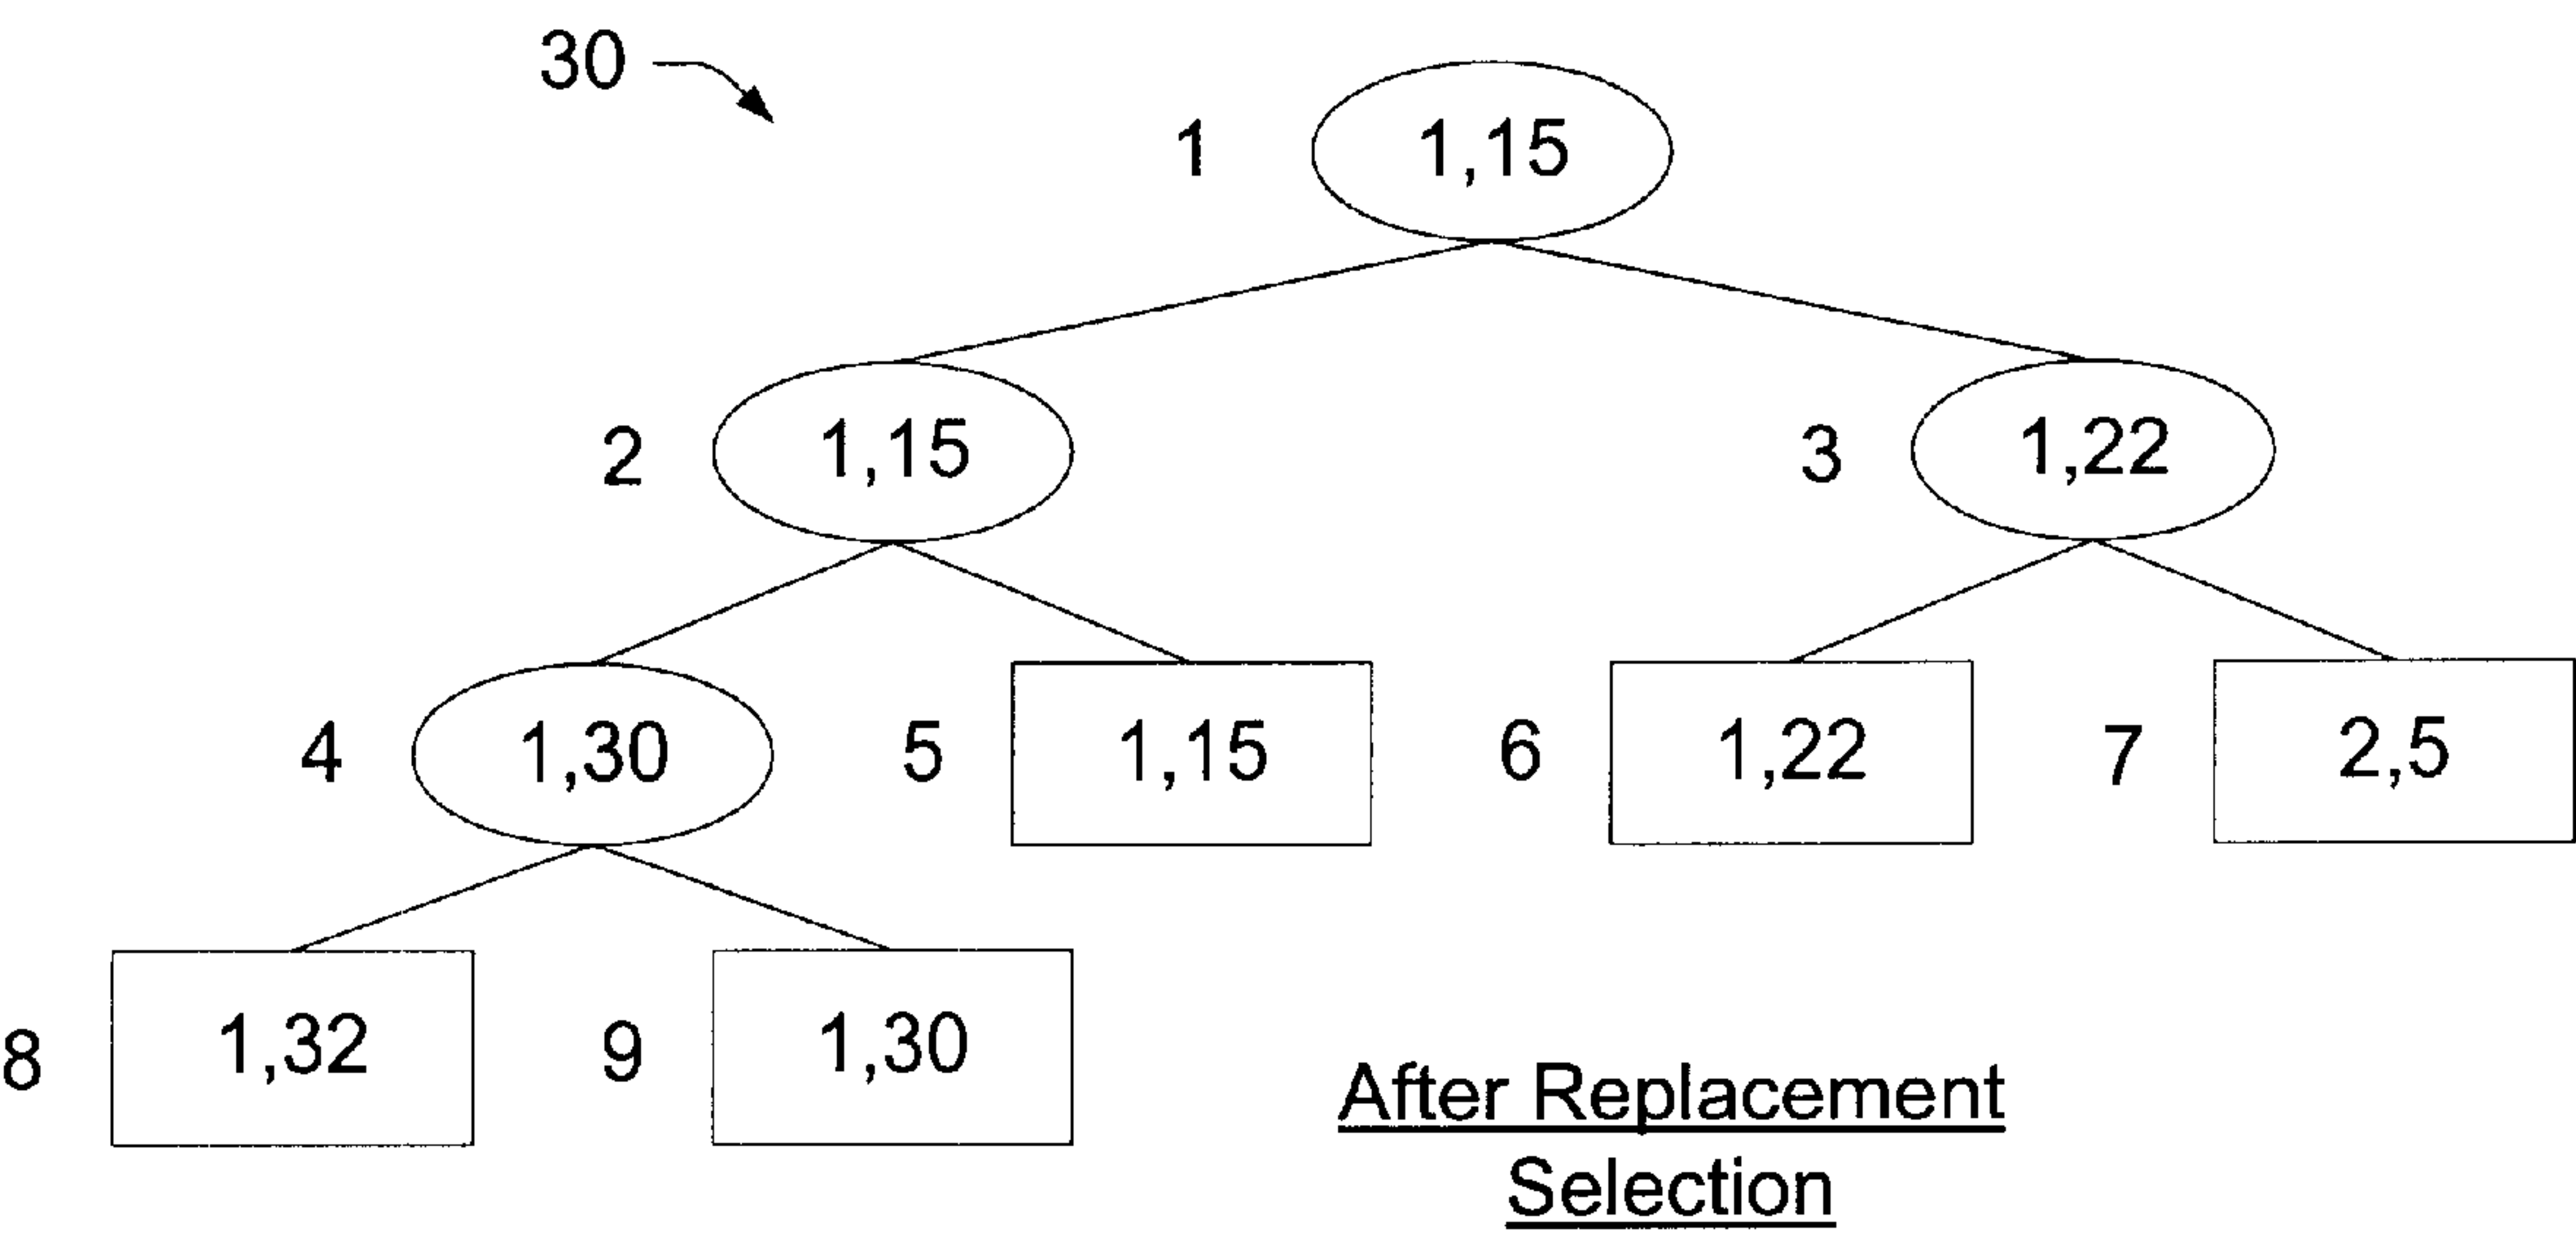 30
1 1,15
2 1,15 3 1,22
4 1,30 5 1,15 6 1,22 7 2,5
8 1,32 9 1,30
After Replacement
Selection